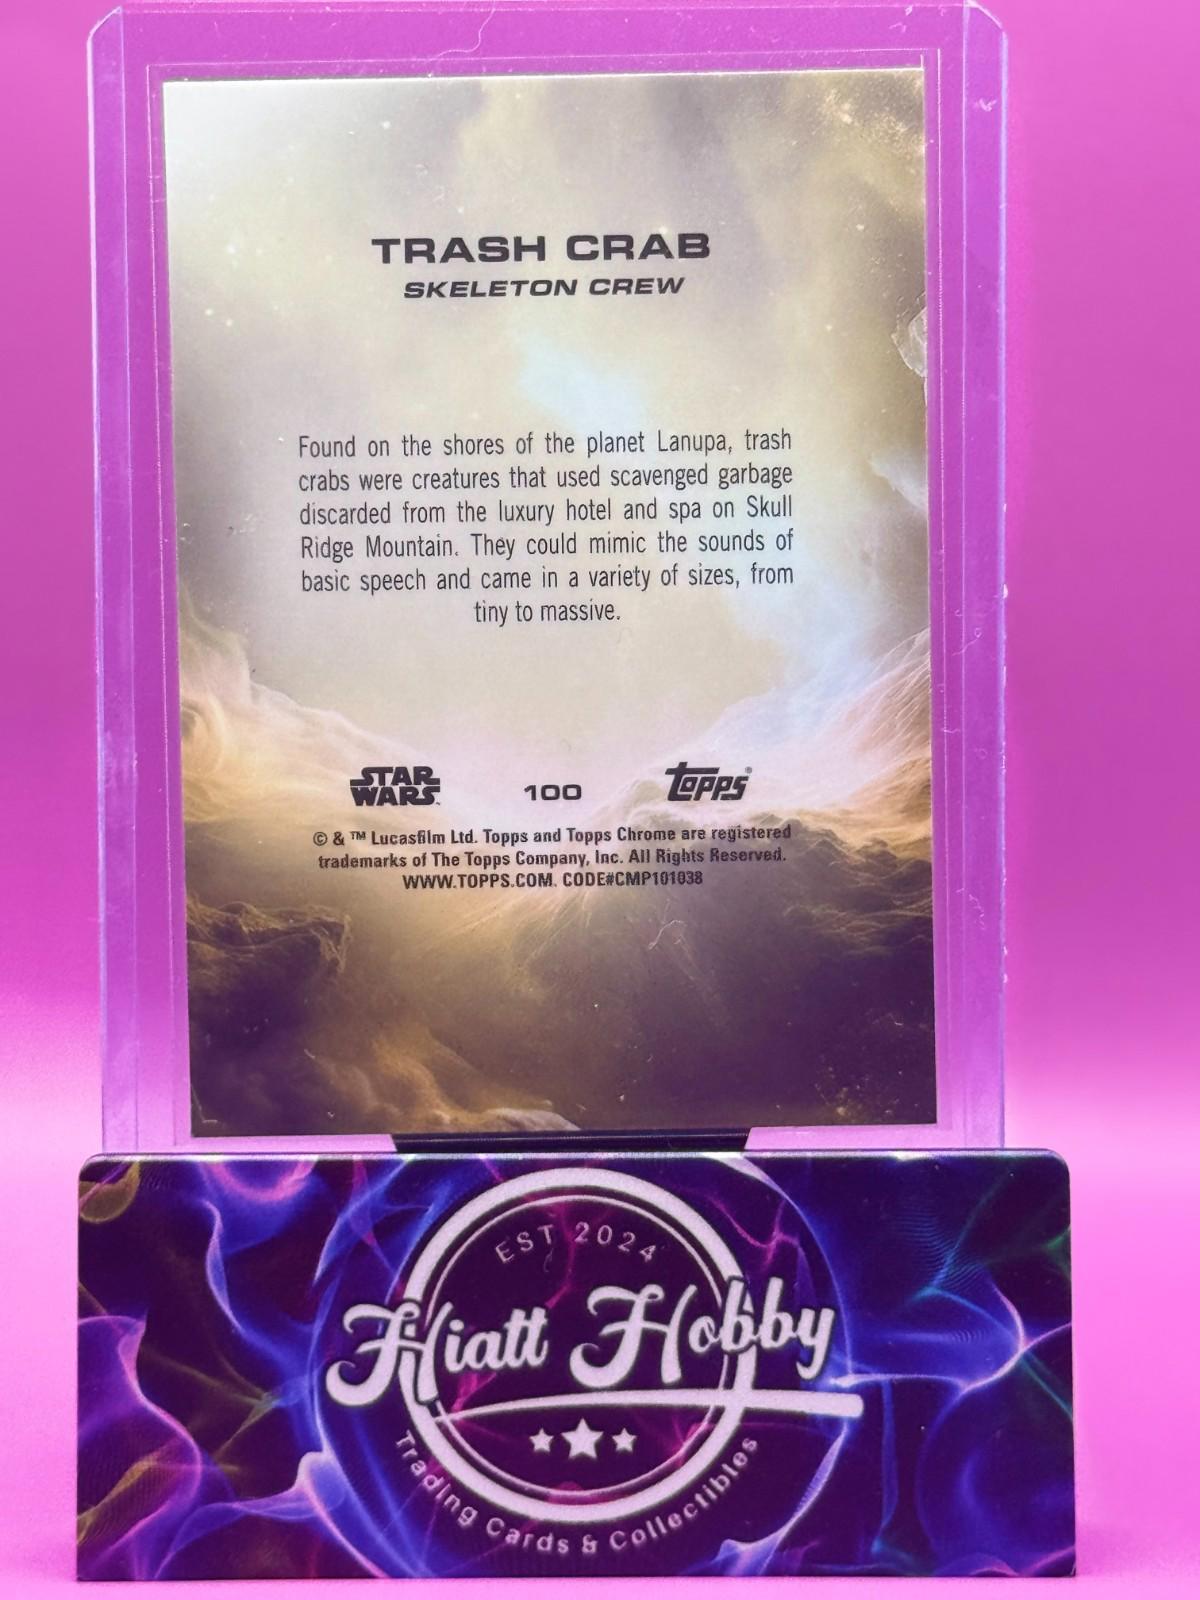 TRASH CRAB
SKELETON CREW
Found on the shores of the planet Lanupa, trash
crabs were creatures that used scavenged garbage
discarded from the luxury hotel and spa on Skull
Ridge Mountain. They could mimic the sounds of
basic speech and came in a variety of sizes, from
tiny to massive.
STAR WARS™ 100 Topps®
© & ™ Lucasfilm Ltd. Topps and Topps Chrome are registered
trademarks of The Topps Company, Inc. All Rights Reserved.
WWW.TOPPS.COM. CODE#CMP101038
EST 2024
Hiatt Hobby
Trading Cards & Collectibles